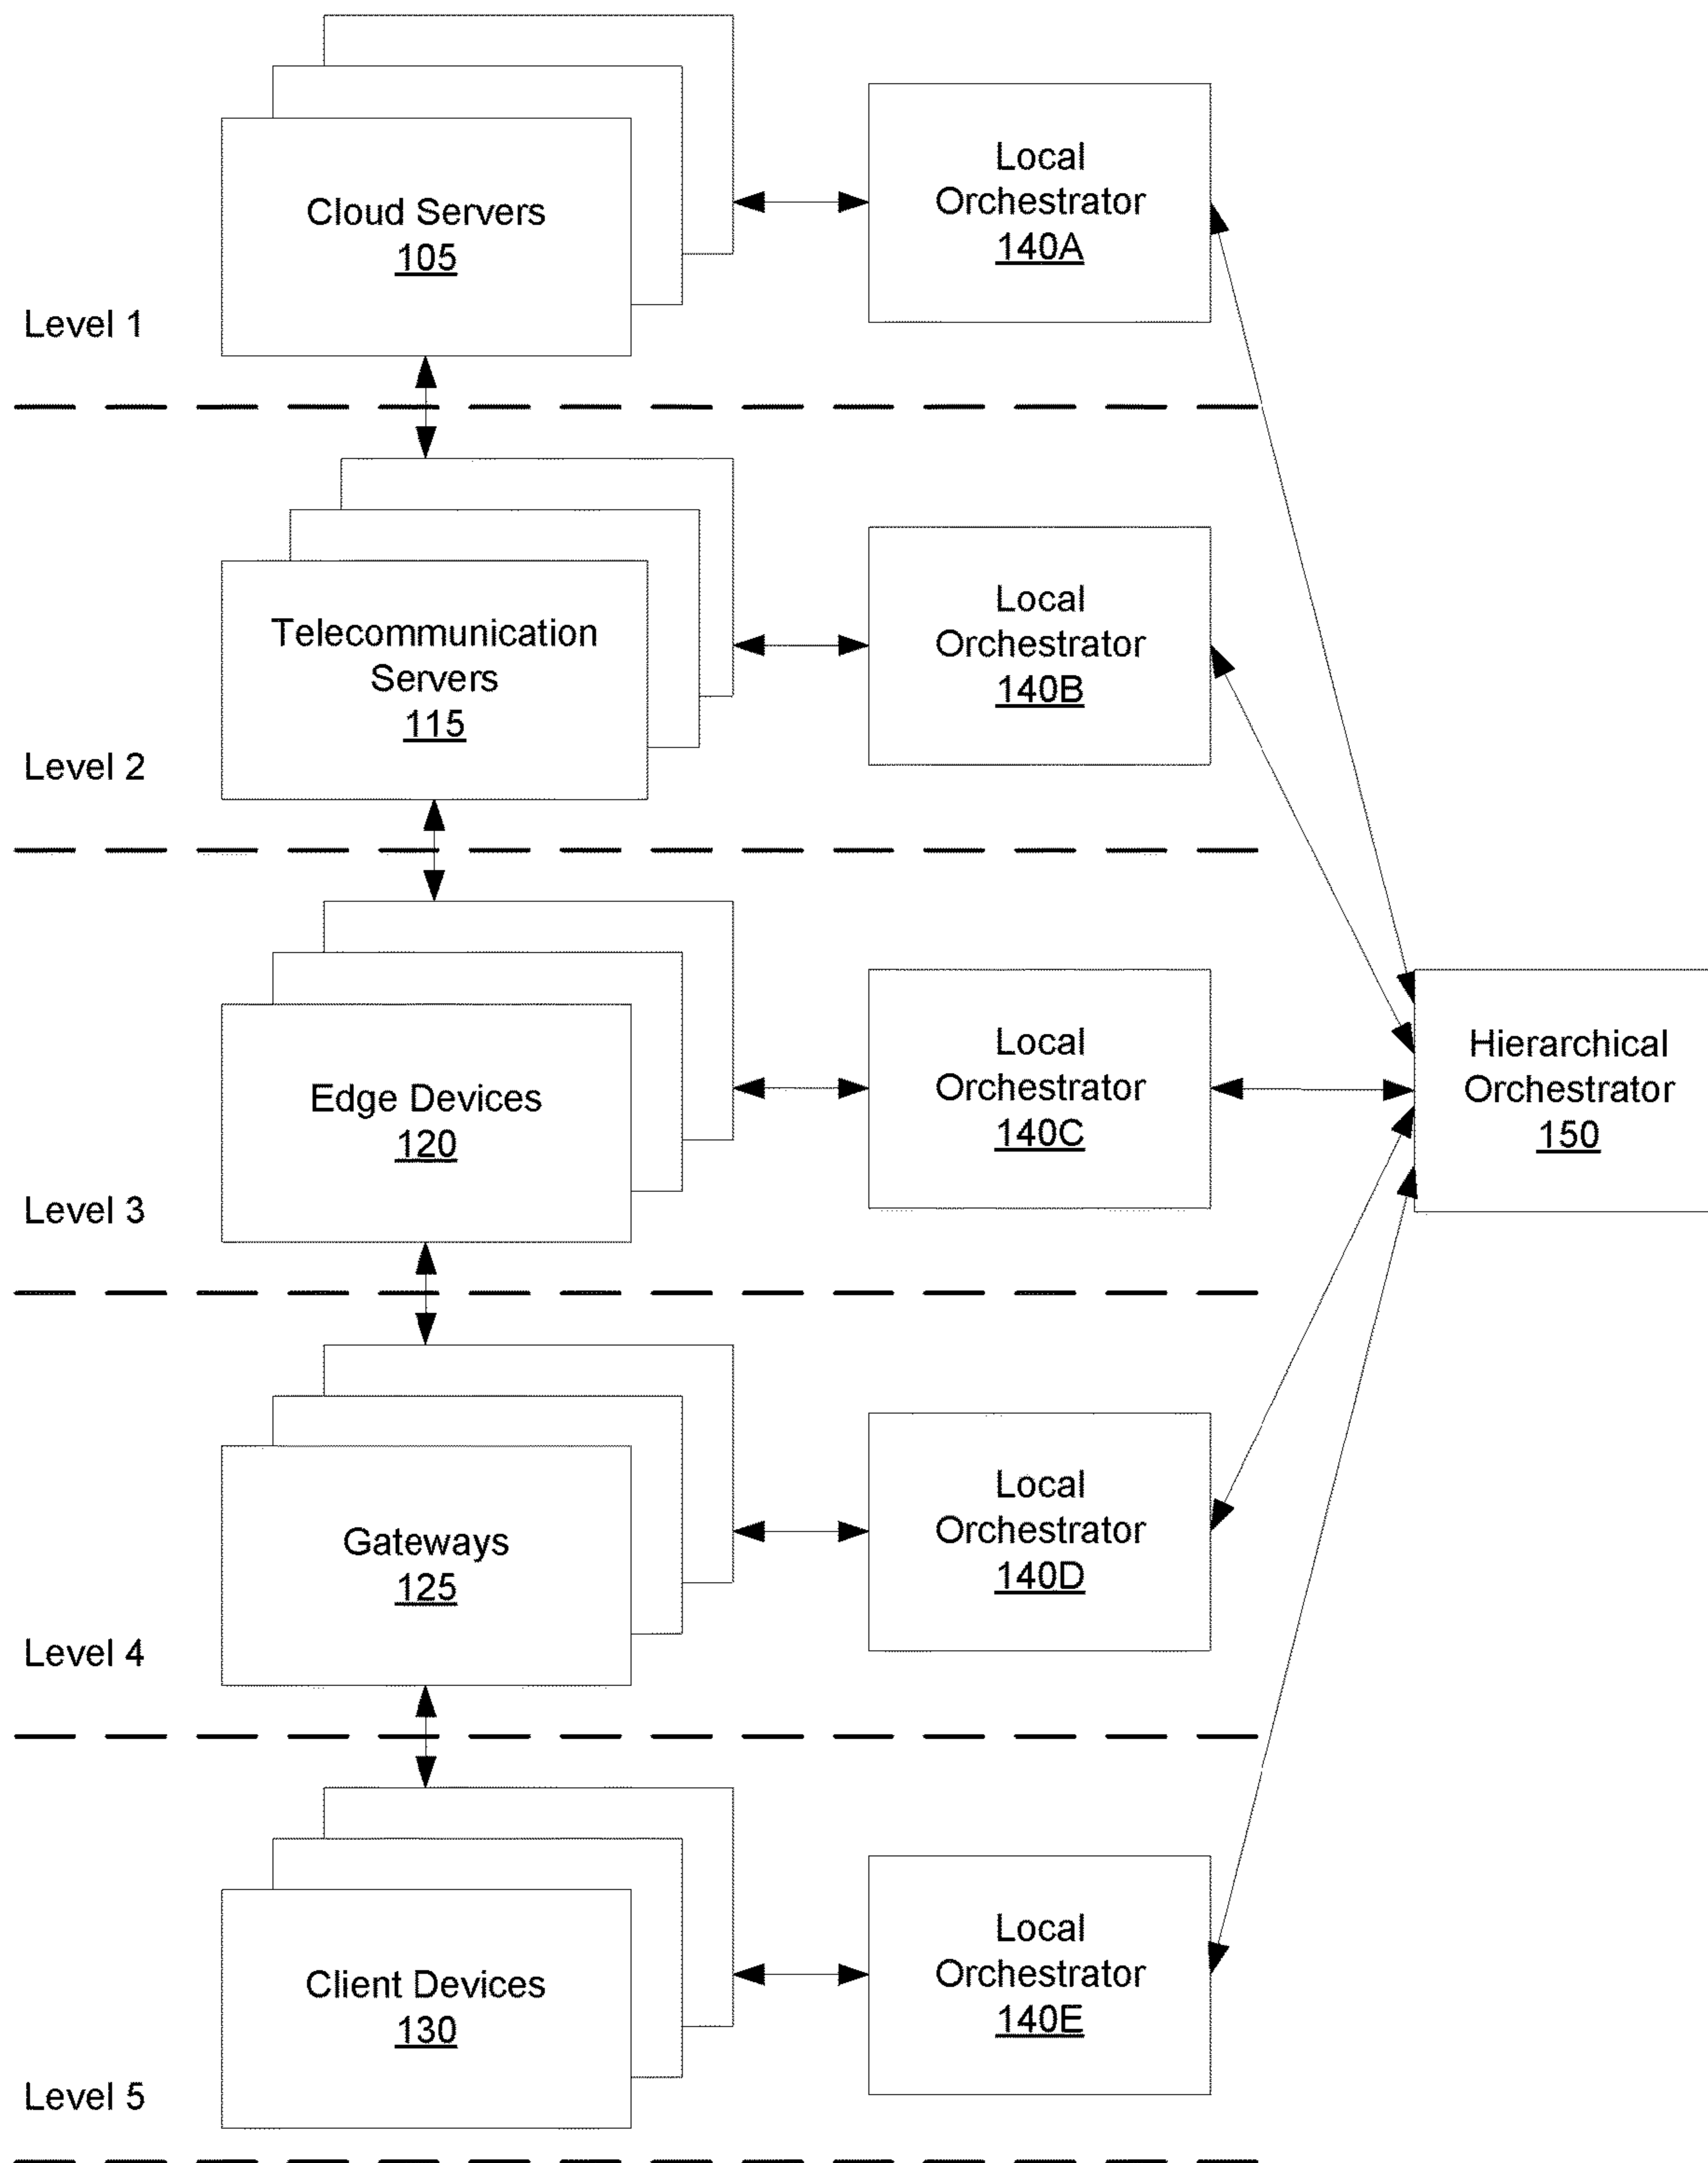 Cloud Servers
105
Local
Orchestrator
140A
Level 1
Telecommunication
Servers
115
Local
Orchestrator
140B
Level 2
Edge Devices
120
Local
Orchestrator
140C
Hierarchical
Orchestrator
150
Level 3
Gateways
125
Local
Orchestrator
140D
Level 4
Client Devices
130
Local
Orchestrator
140E
Level 5